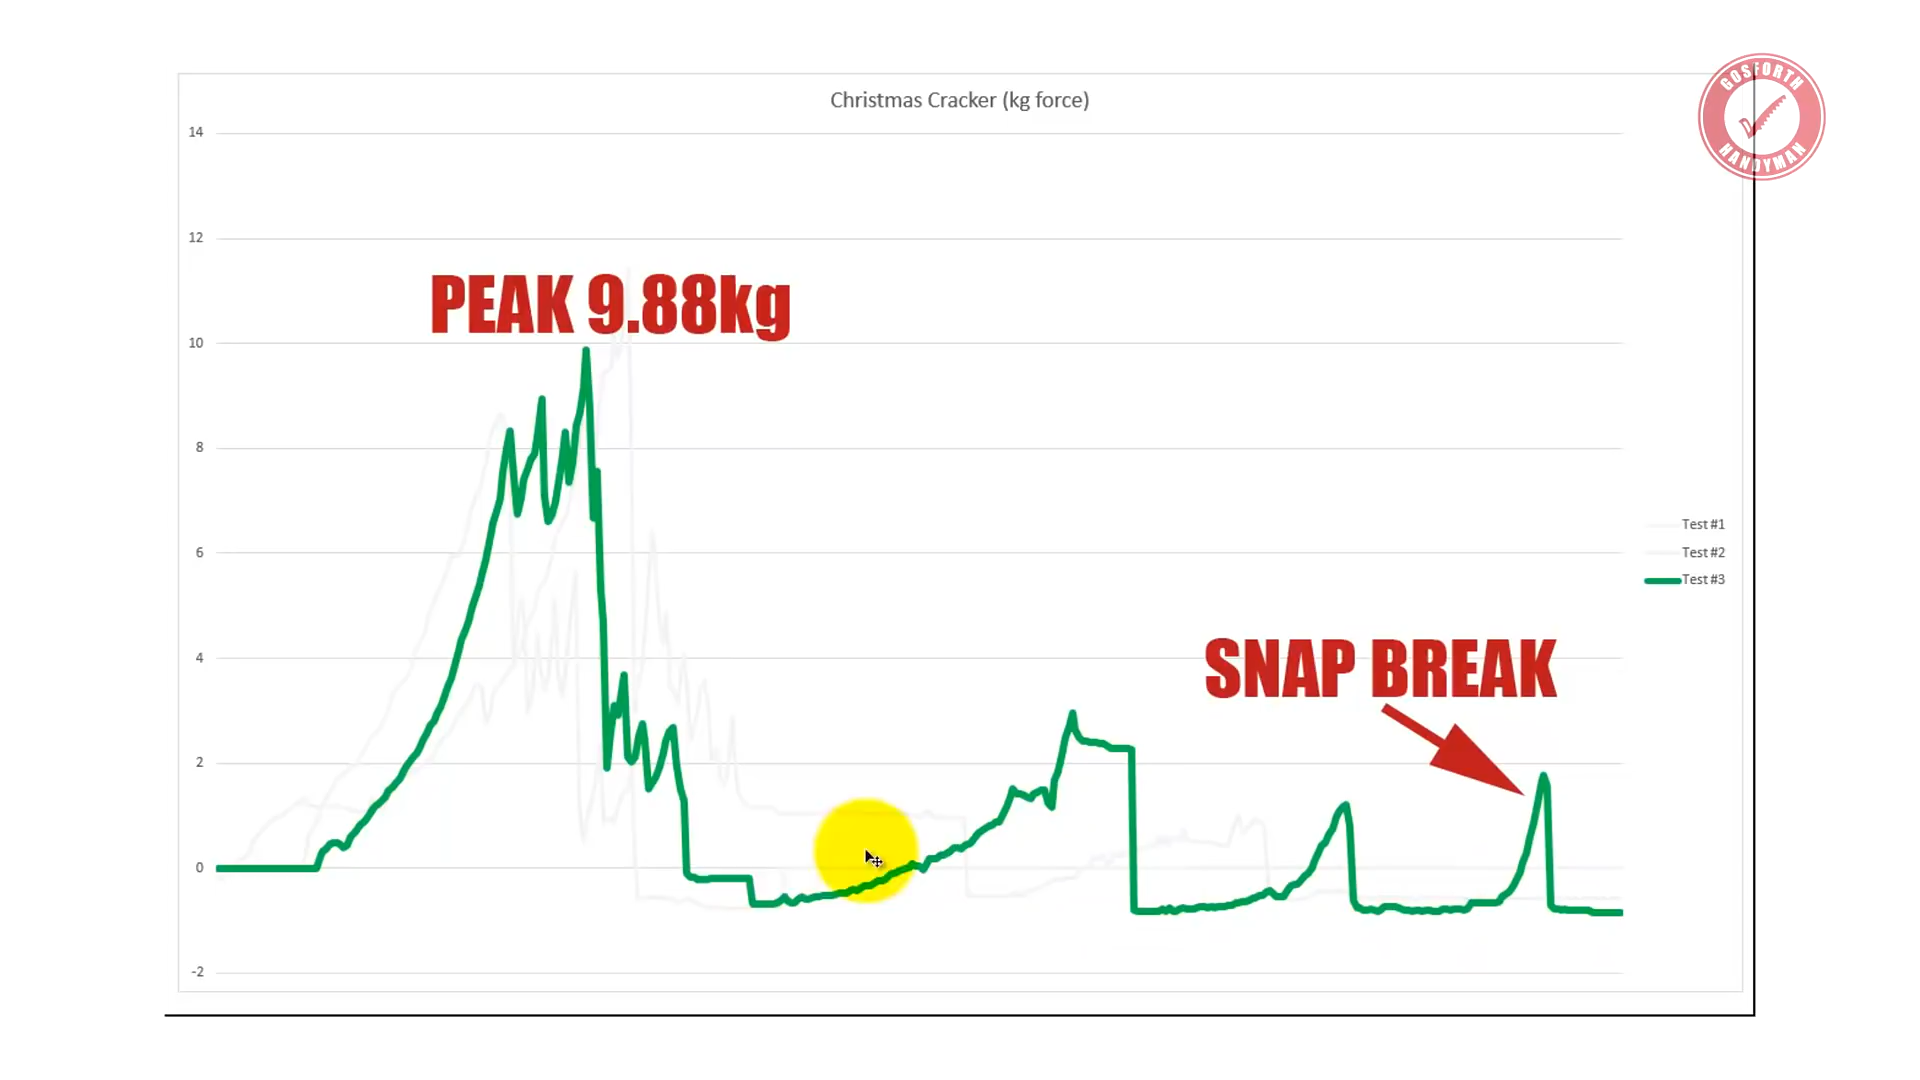 GOSFORTH
HANDYMAN
Christmas Cracker (kg force)
14
12
PEAK 9.88kg
10
8
6
Test #1
Test #2
Test #3
4
SNAP BREAK
2
0
-2